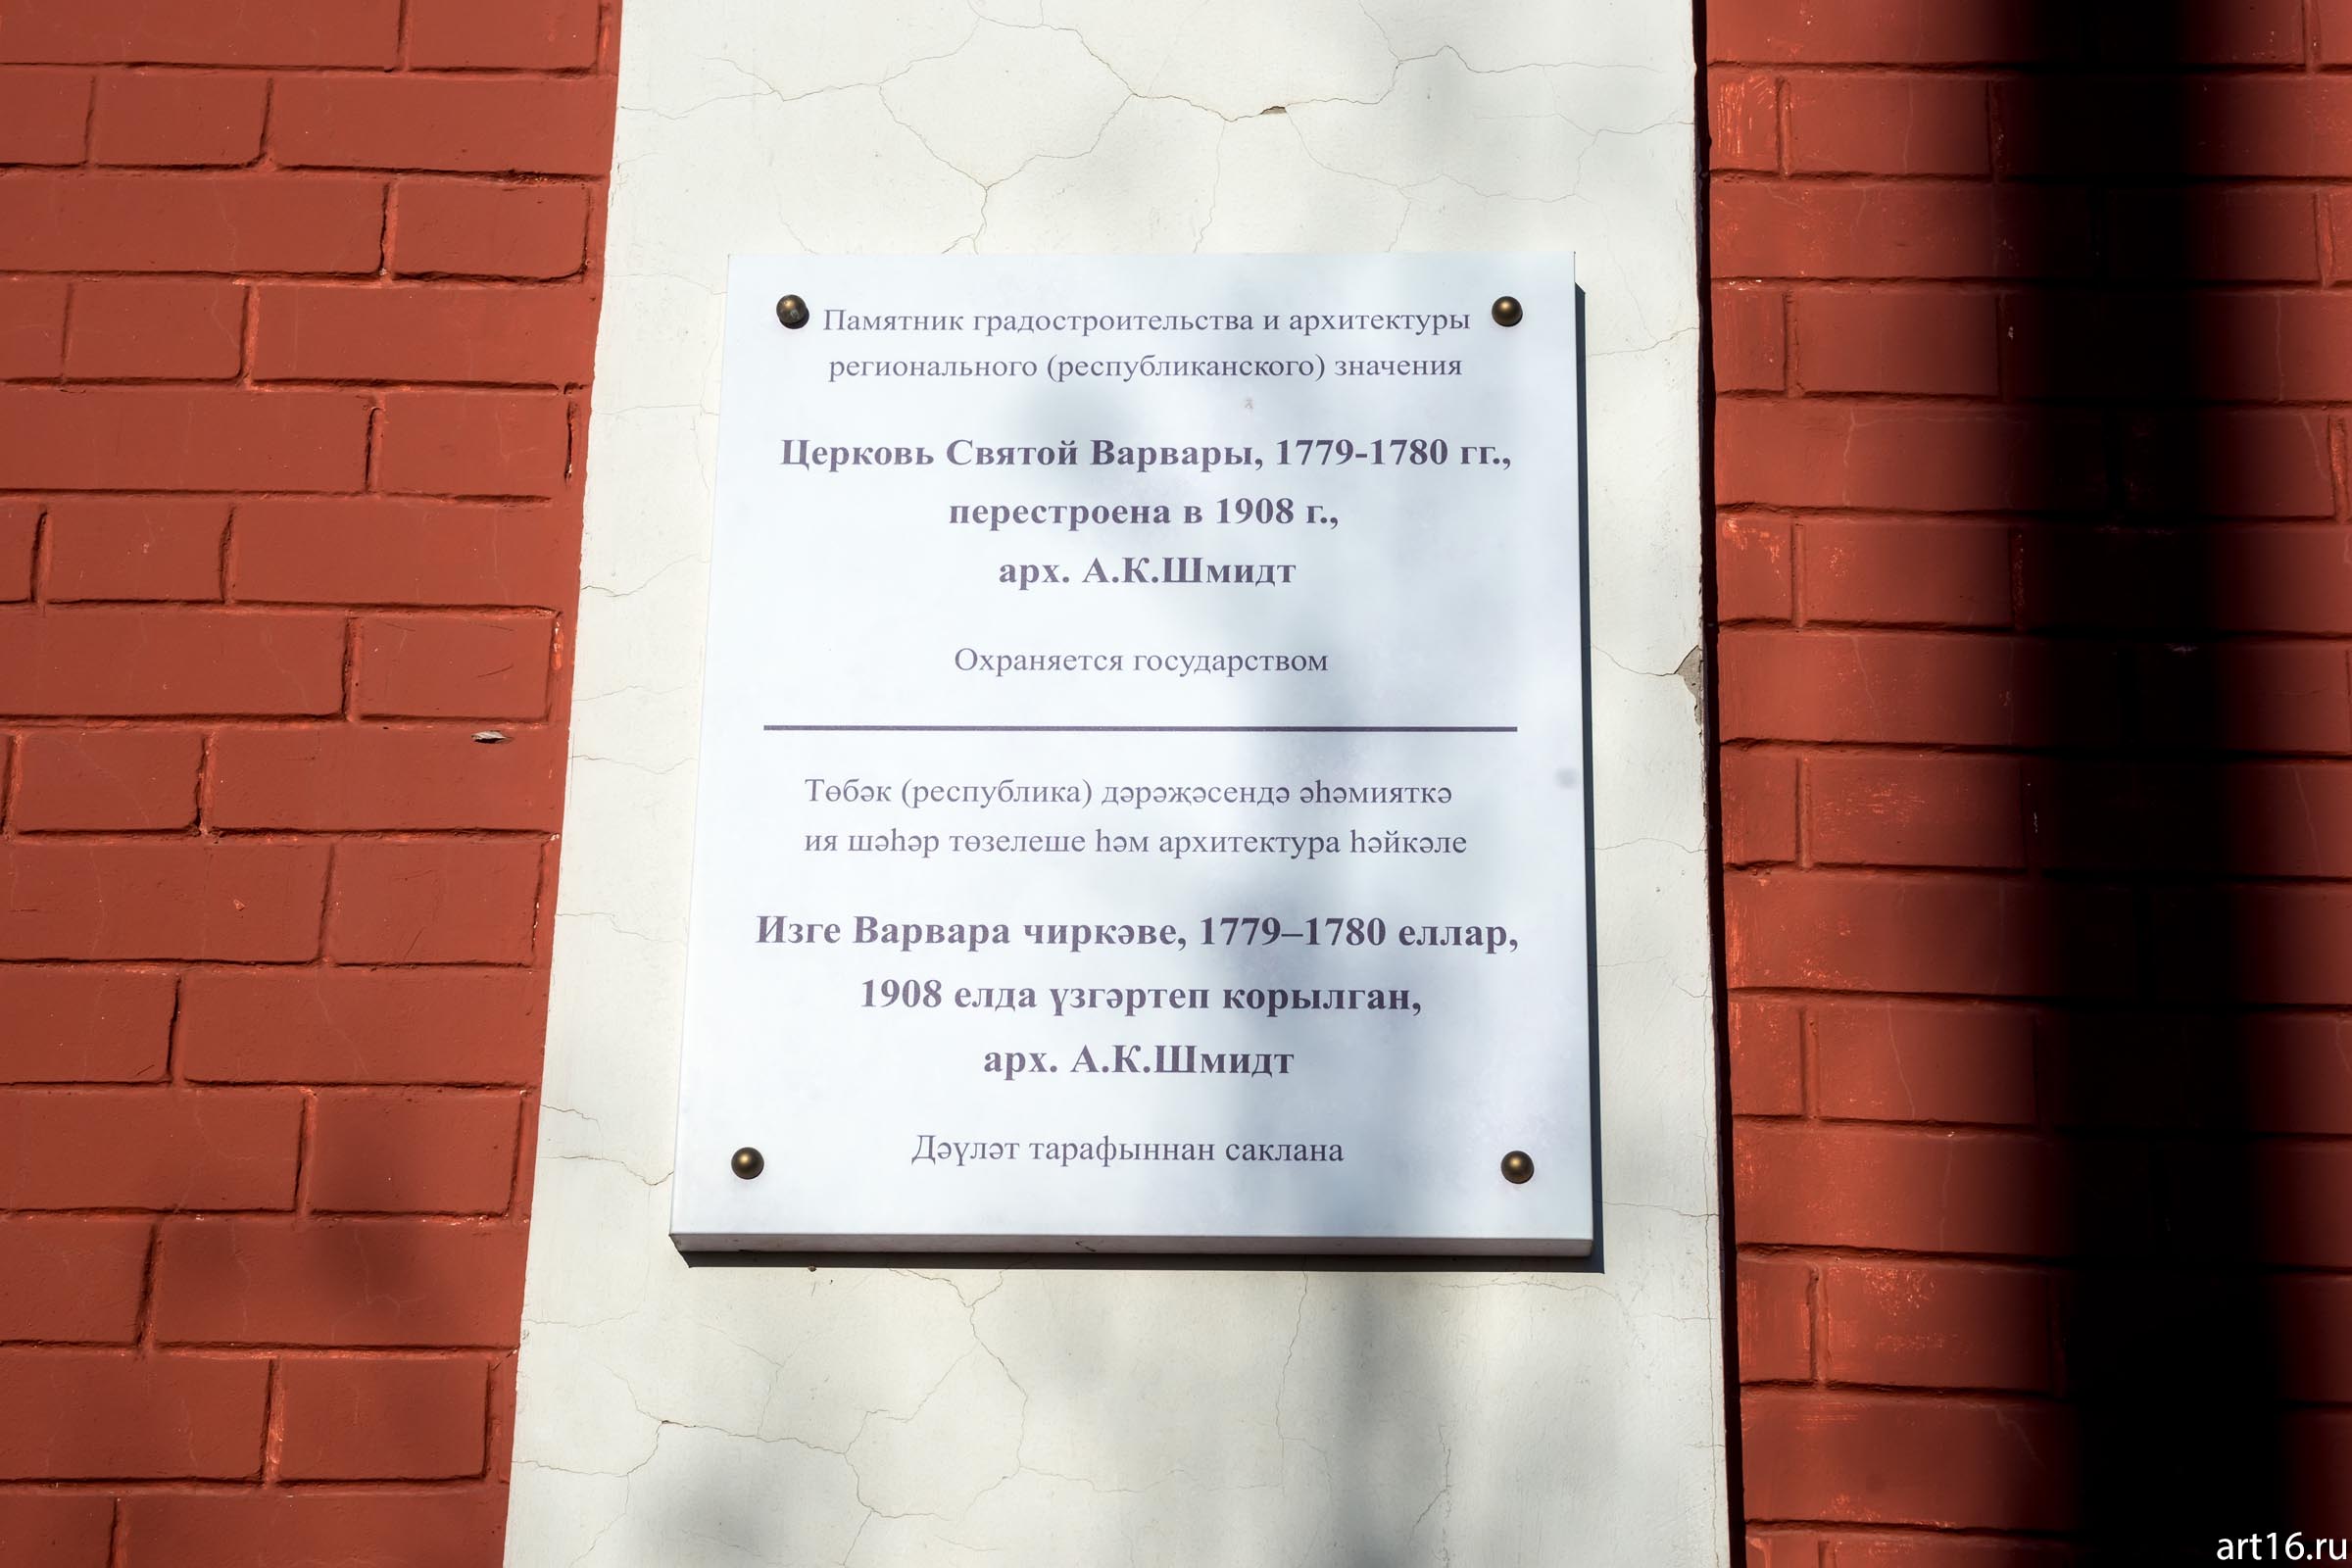 Памятник градостроительства и архитектуры
регионального (республиканского) значения
Церковь Святой Варвары, 1779-1780 гг.,
перестроена в 1908 г.,
арх. А.К.Шмидт
Охраняется государством
Төбәк (республика) дәрәҗәсендә әһәмияткә
ия шәһәр төзелеше һәм архитектура һәйкәле
Изге Варвара чиркәве, 1779–1780 еллар,
1908 елда үзгәртеп корылган,
арх. А.К.Шмидт
Дәүләт тарафыннан саклана
art16.ru